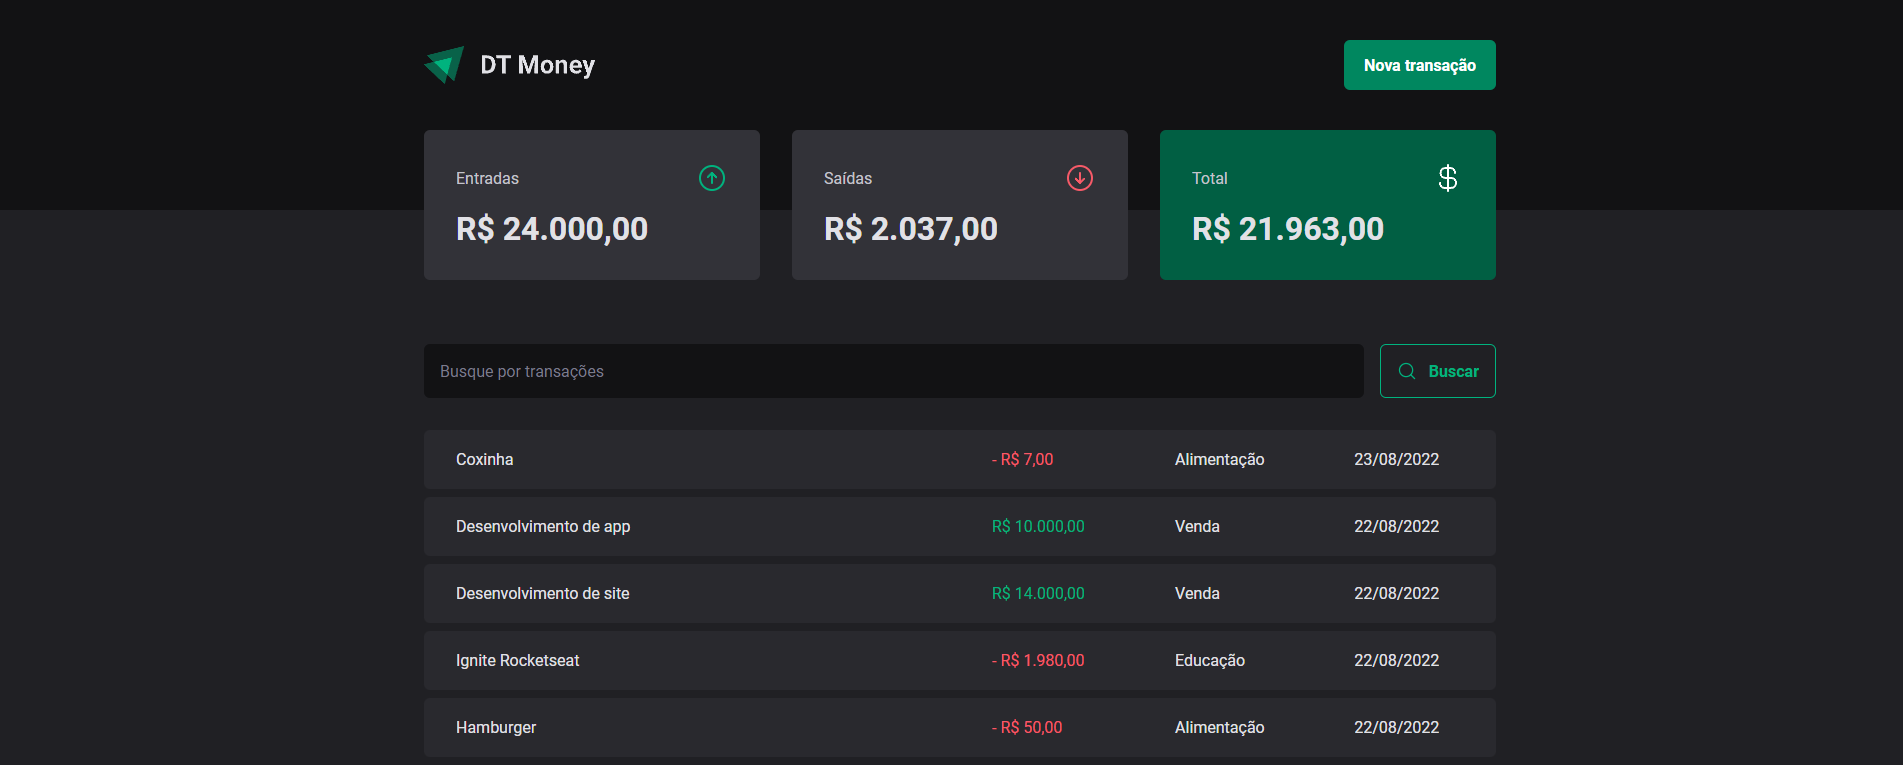 DT Money
Nova transação
Entradas
R$ 24.000,00
Saídas
R$ 2.037,00
Total
$
R$ 21.963,00
Busque por transações
Buscar
Coxinha - R$ 7,00 Alimentação 23/08/2022
Desenvolvimento de app R$ 10.000,00 Venda 22/08/2022
Desenvolvimento de site R$ 14.000,00 Venda 22/08/2022
Ignite Rocketseat - R$ 1.980,00 Educação 22/08/2022
Hamburger - R$ 50,00 Alimentação 22/08/2022